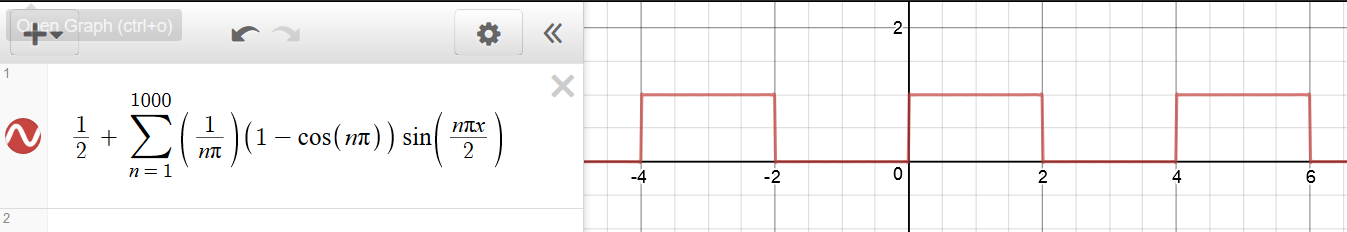 Open Graph (ctrl+o)
1
1/2 + ∑_{n=1}^{1000} (1/nπ)(1 − cos(nπ)) sin(nπx/2)
2
2
-4 -2 0 2 4 6